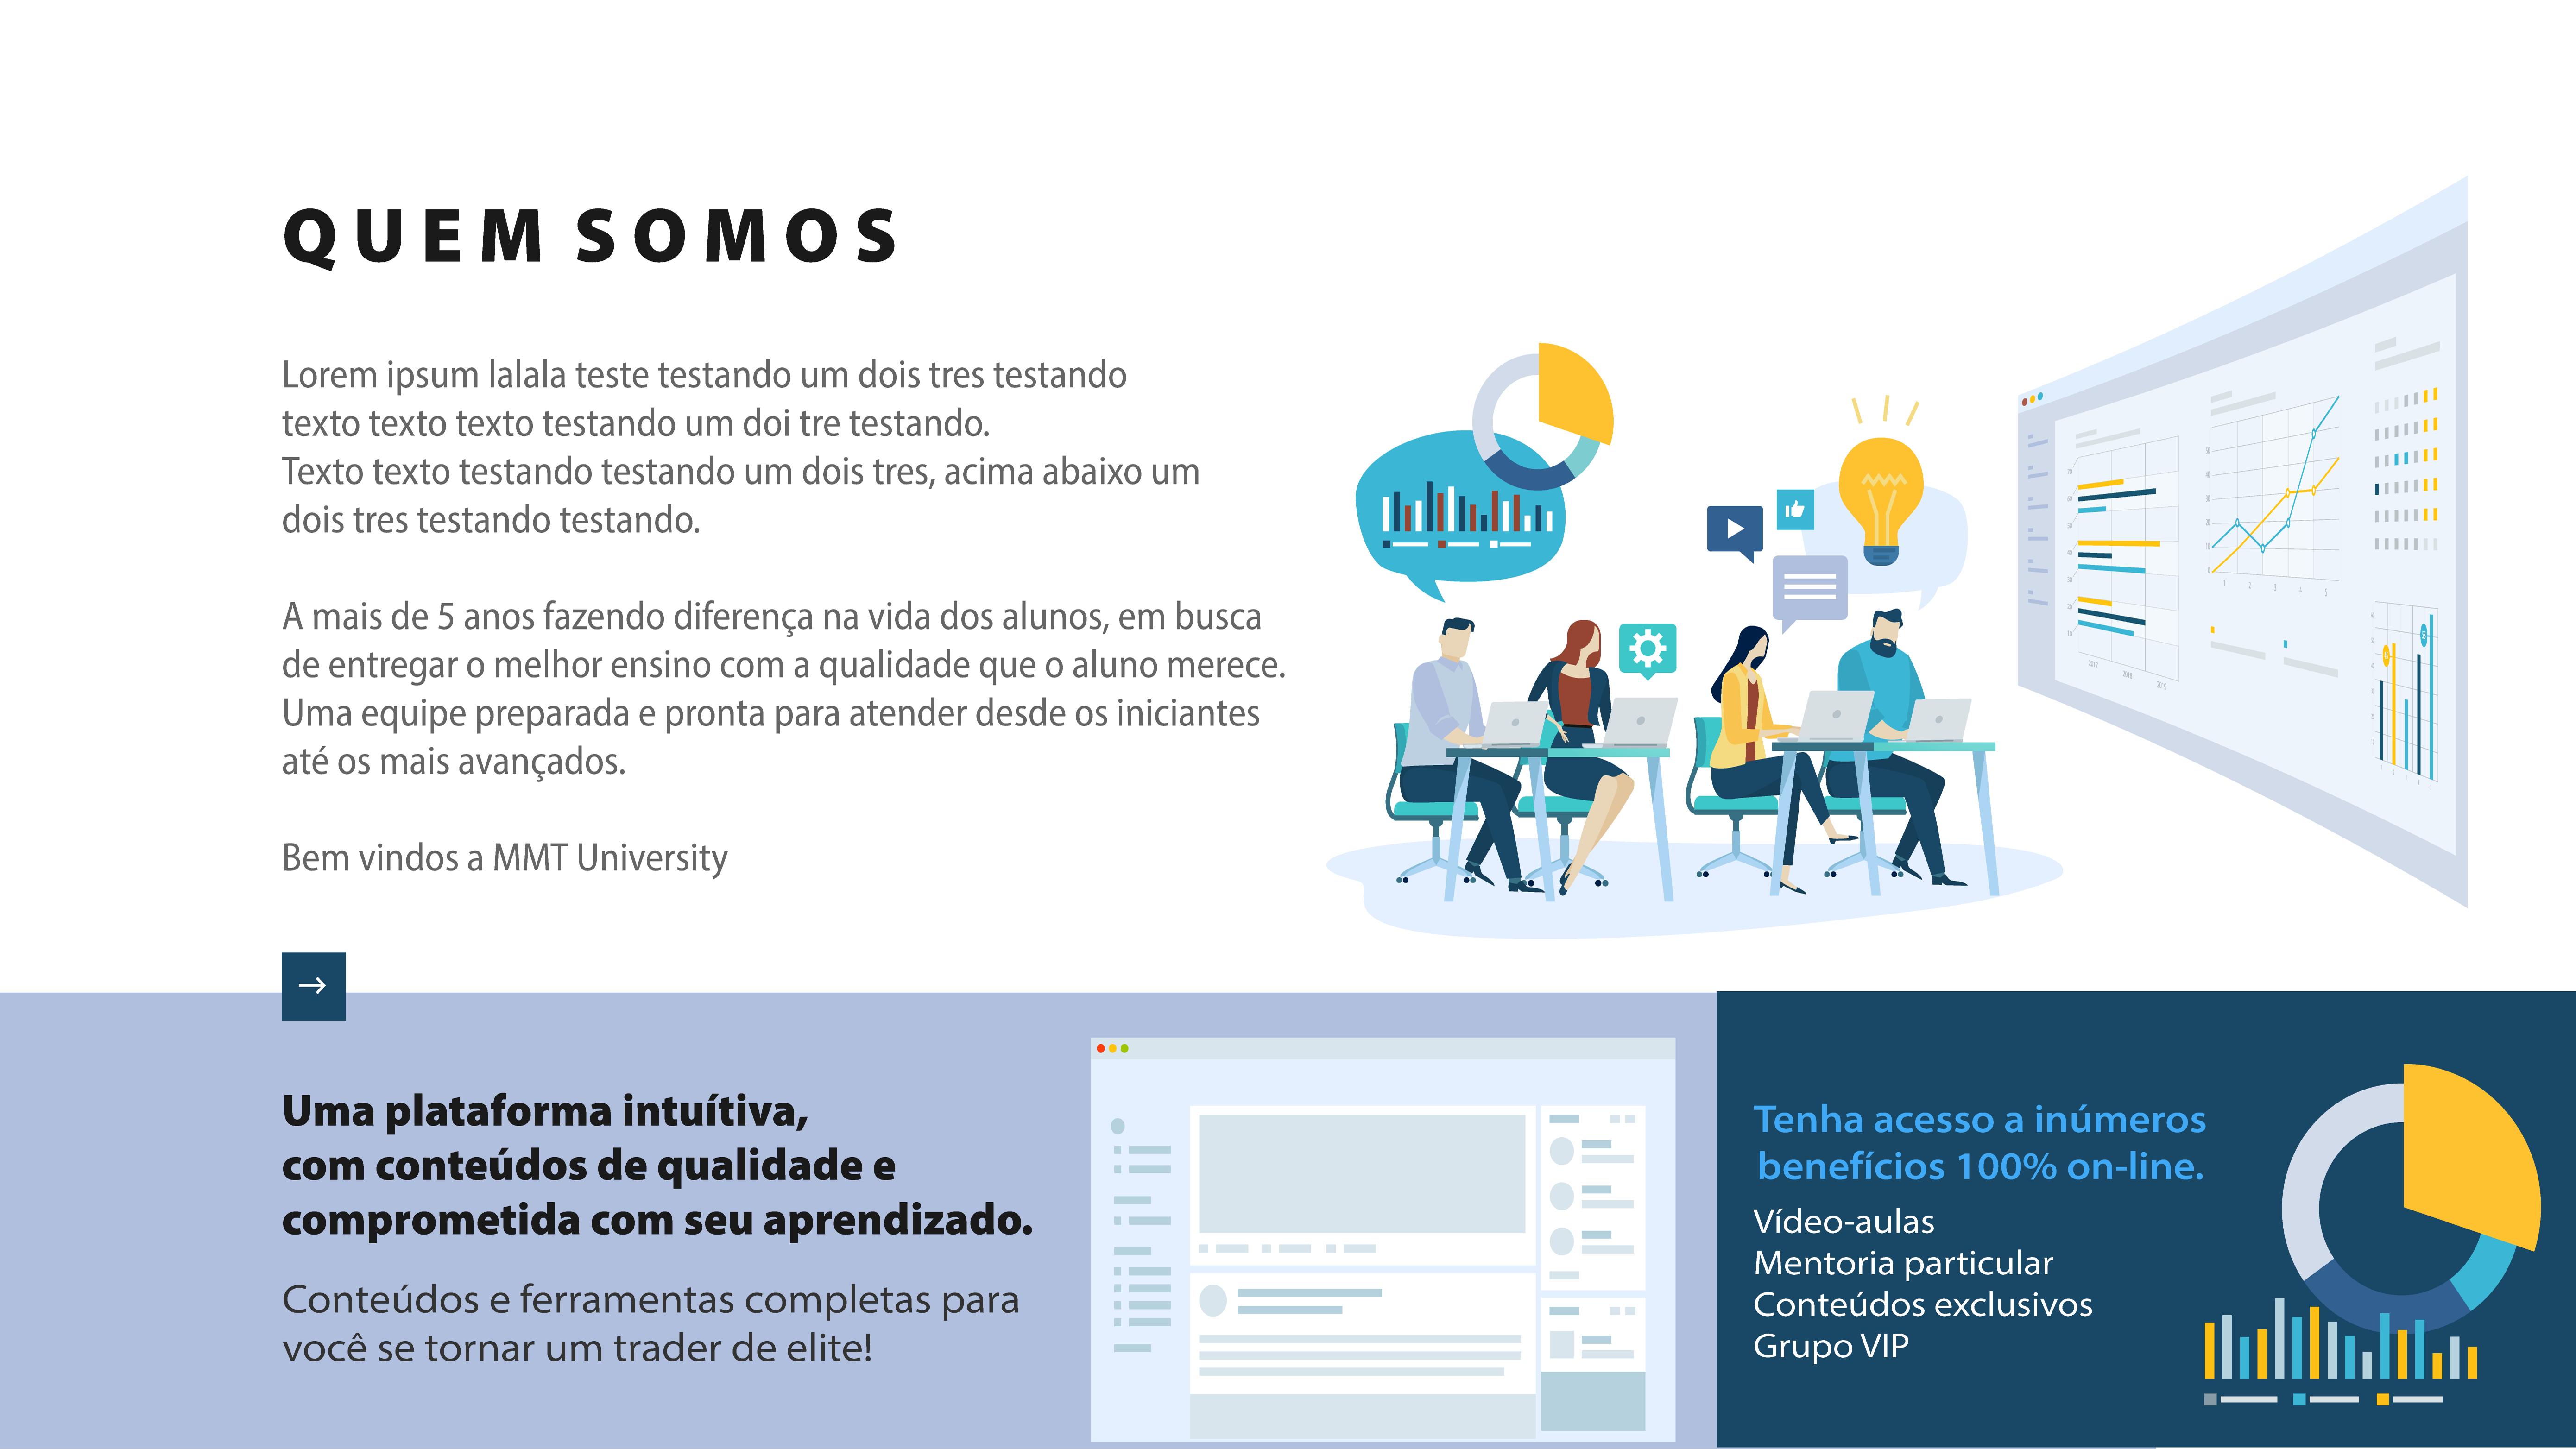 QUEM SOMOS
Lorem ipsum lalala teste testando um dois tres testando
texto texto texto testando um doi tre testando.
Texto texto testando testando um dois tres, acima abaixo um
dois tres testando testando.
A mais de 5 anos fazendo diferença na vida dos alunos, em busca
de entregar o melhor ensino com a qualidade que o aluno merece.
Uma equipe preparada e pronta para atender desde os iniciantes
até os mais avançados.
Bem vindos a MMT University
Uma plataforma intuítiva,
com conteúdos de qualidade e
comprometida com seu aprendizado.
Conteúdos e ferramentas completas para
você se tornar um trader de elite!
Tenha acesso a inúmeros
benefícios 100% on-line.
Vídeo-aulas
Mentoria particular
Conteúdos exclusivos
Grupo VIP